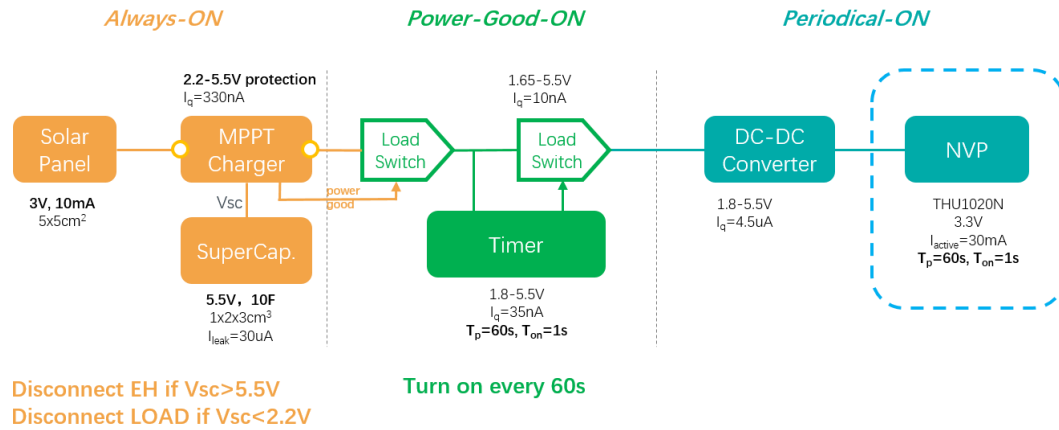 Always-ON
Power-Good-ON
Periodical-ON
2.2-5.5V protection
Iq=330nA
1.65-5.5V
Iq=10nA
Solar
Panel
MPPT
Charger
Load
Switch
Load
Switch
DC-DC
Converter
NVP
power
good
3V, 10mA
5x5cm²
Vsc
SuperCap.
Timer
1.8-5.5V
Iq=4.5uA
THU1020N
3.3V
Iactive=30mA
Tp=60s, Ton=1s
5.5V，10F
1x2x3cm³
Ileak=30uA
1.8-5.5V
Iq=35nA
Tp=60s, Ton=1s
Disconnect EH if Vsc>5.5V
Disconnect LOAD if Vsc<2.2V
Turn on every 60s